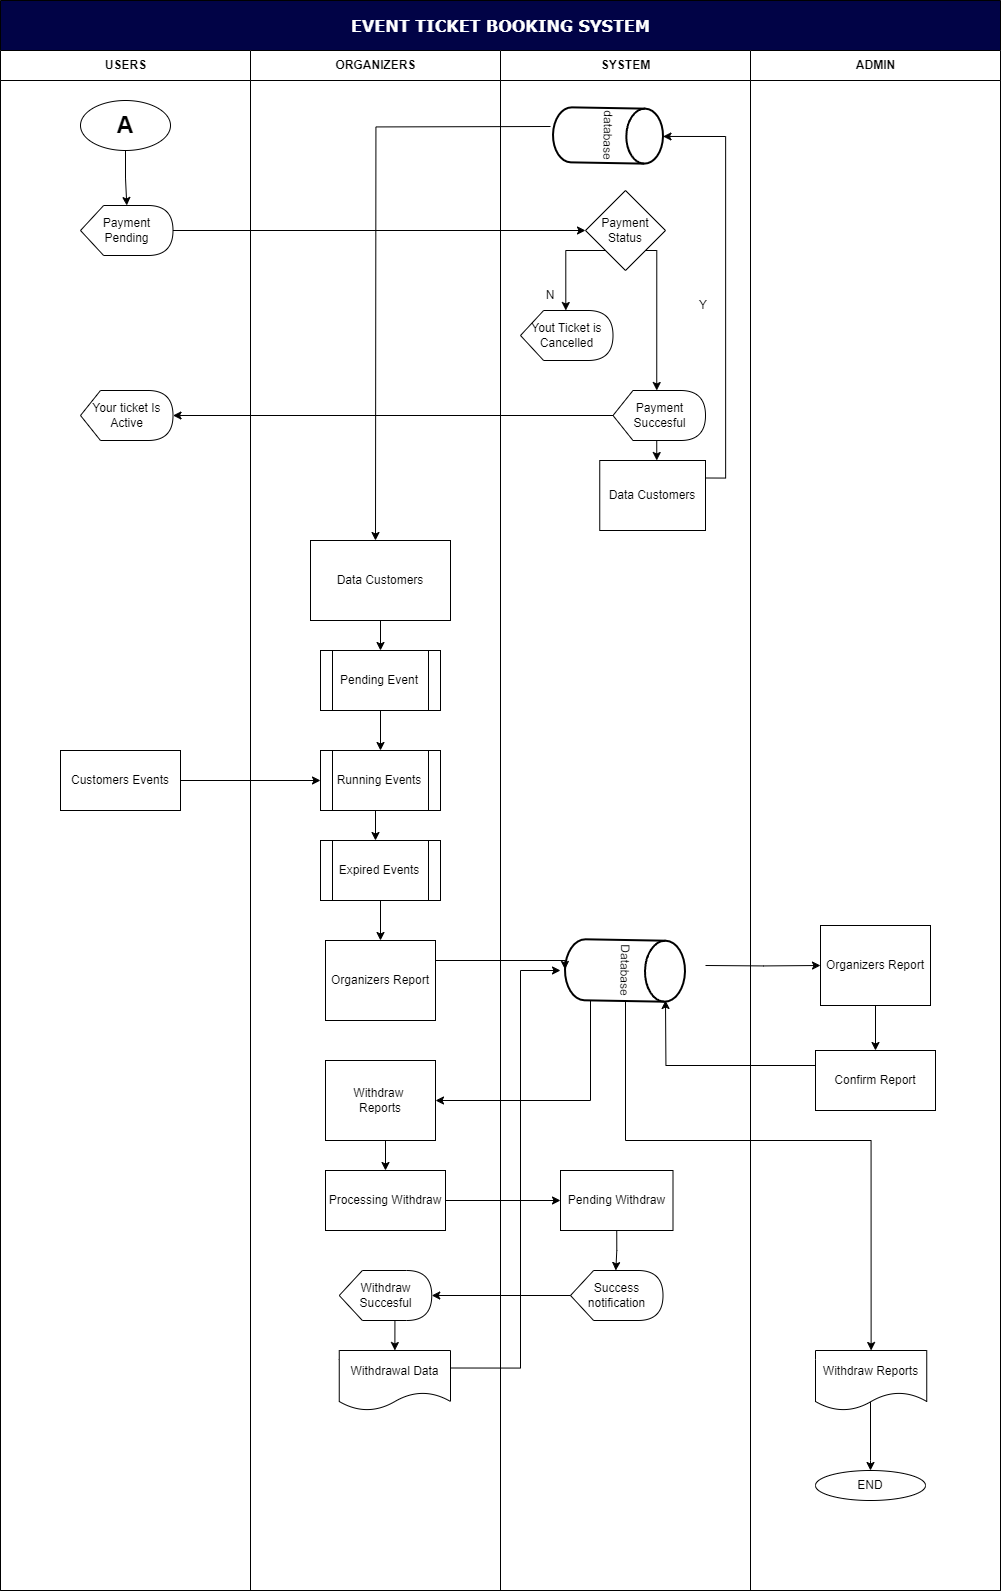 EVENT TICKET BOOKING SYSTEM
USERS
ORGANIZERS
SYSTEM
ADMIN
A
database
Payment
Pending
Payment
Status
N
Y
Yout Ticket is
Cancelled
Your ticket Is
Active
Payment
Succesful
Data Customers
Data Customers
Pending Event
Customers Events
Running Events
Expired Events
Organizers Report
Database
Organizers Report
Confirm Report
Withdraw
Reports
Processing Withdraw
Pending Withdraw
Withdraw
Succesful
Success
notification
Withdrawal Data
Withdraw Reports
END